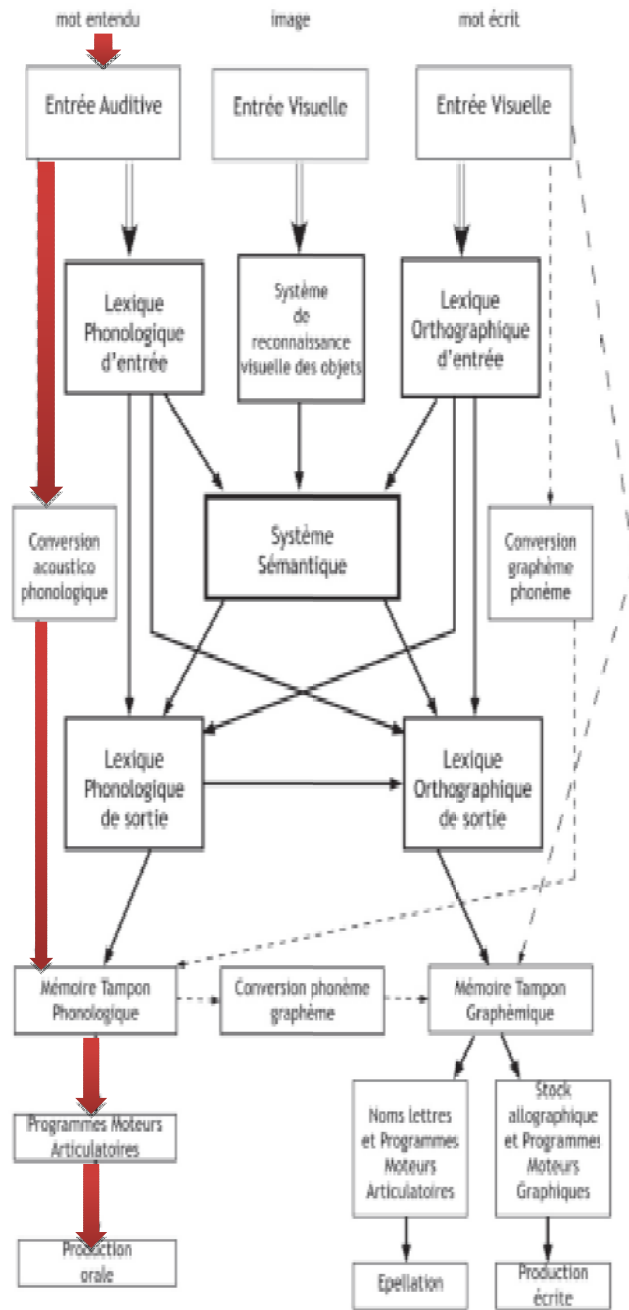 mot entendu
image
mot écrit
Entrée Auditive
Entrée Visuelle
Entrée Visuelle
Lexique
Phonologique
d'entrée
Système
de
reconnaissance
visuelle des objets
Lexique
Orthographique
d'entrée
Conversion
acoustico
phonologique
Système
Sémantique
Conversion
graphème
phonème
Lexique
Phonologique
de sortie
Lexique
Orthographique
de sortie
Mémoire Tampon
Phonologique
Conversion phonème
graphème
Mémoire Tampon
Graphèmique
Programmes Moteurs
Articulatoires
Noms lettres
et Programmes
Moteurs
Articulatoires
Stock
allographique
et Programmes
Moteurs
Graphiques
Production
orale
Epellation
Production
écrite